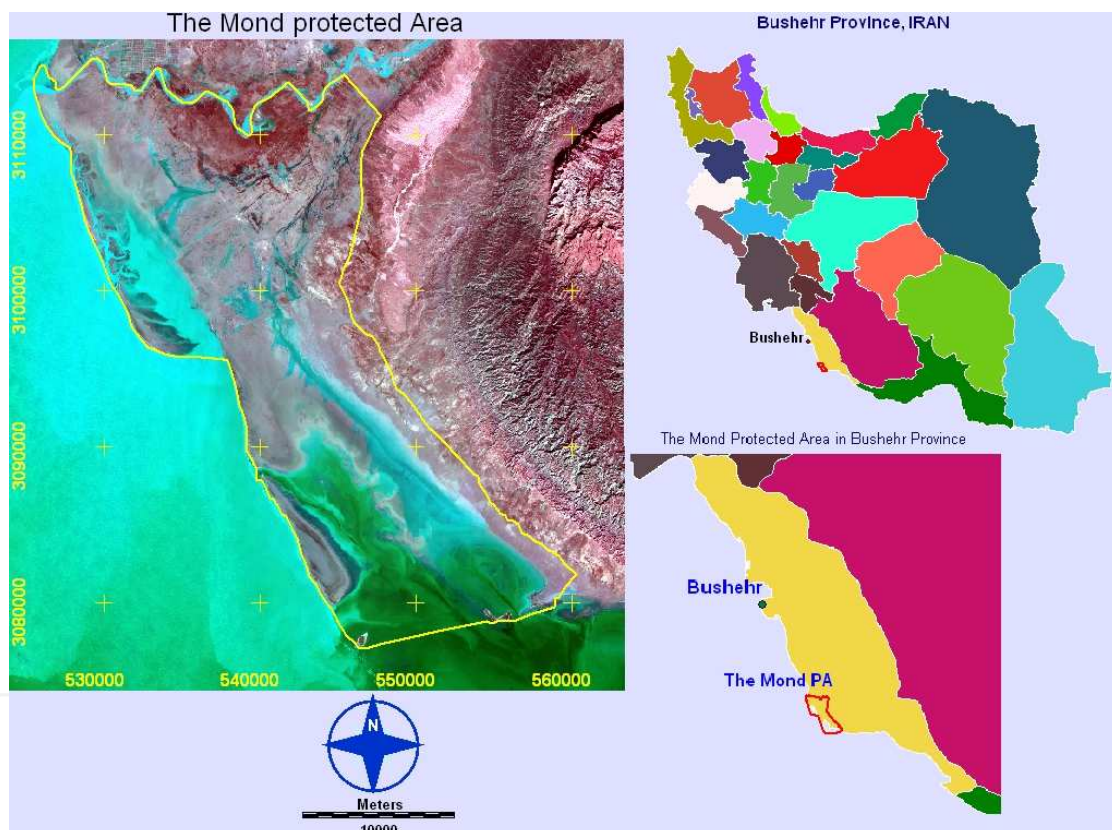 The Mond protected Area
3110000
3100000
3090000
3080000
530000 540000 550000 560000
N
Meters
10000
Bushehr Province, IRAN
Bushehr
The Mond Protected Area in Bushehr Province
Bushehr
The Mond PA